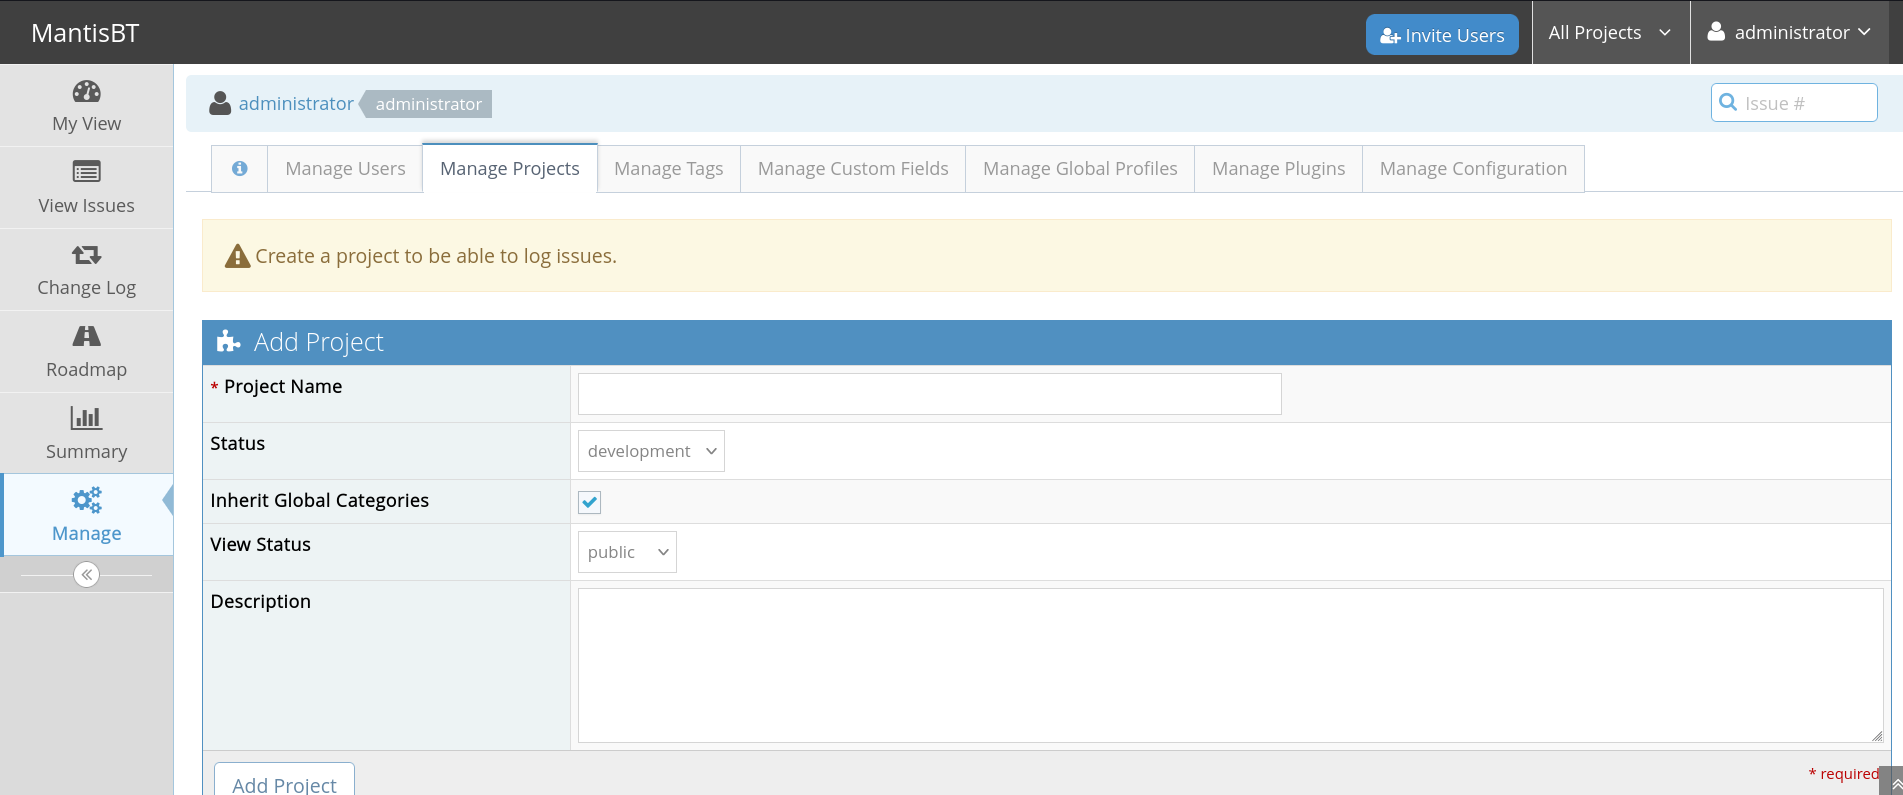 MantisBT
Invite Users
All Projects
administrator
My View
View Issues
Change Log
Roadmap
Summary
Manage
administrator administrator
Issue #
Manage Users Manage Projects Manage Tags Manage Custom Fields Manage Global Profiles Manage Plugins Manage Configuration
Create a project to be able to log issues.
Add Project
* Project Name
Status development
Inherit Global Categories
View Status public
Description
Add Project
* required